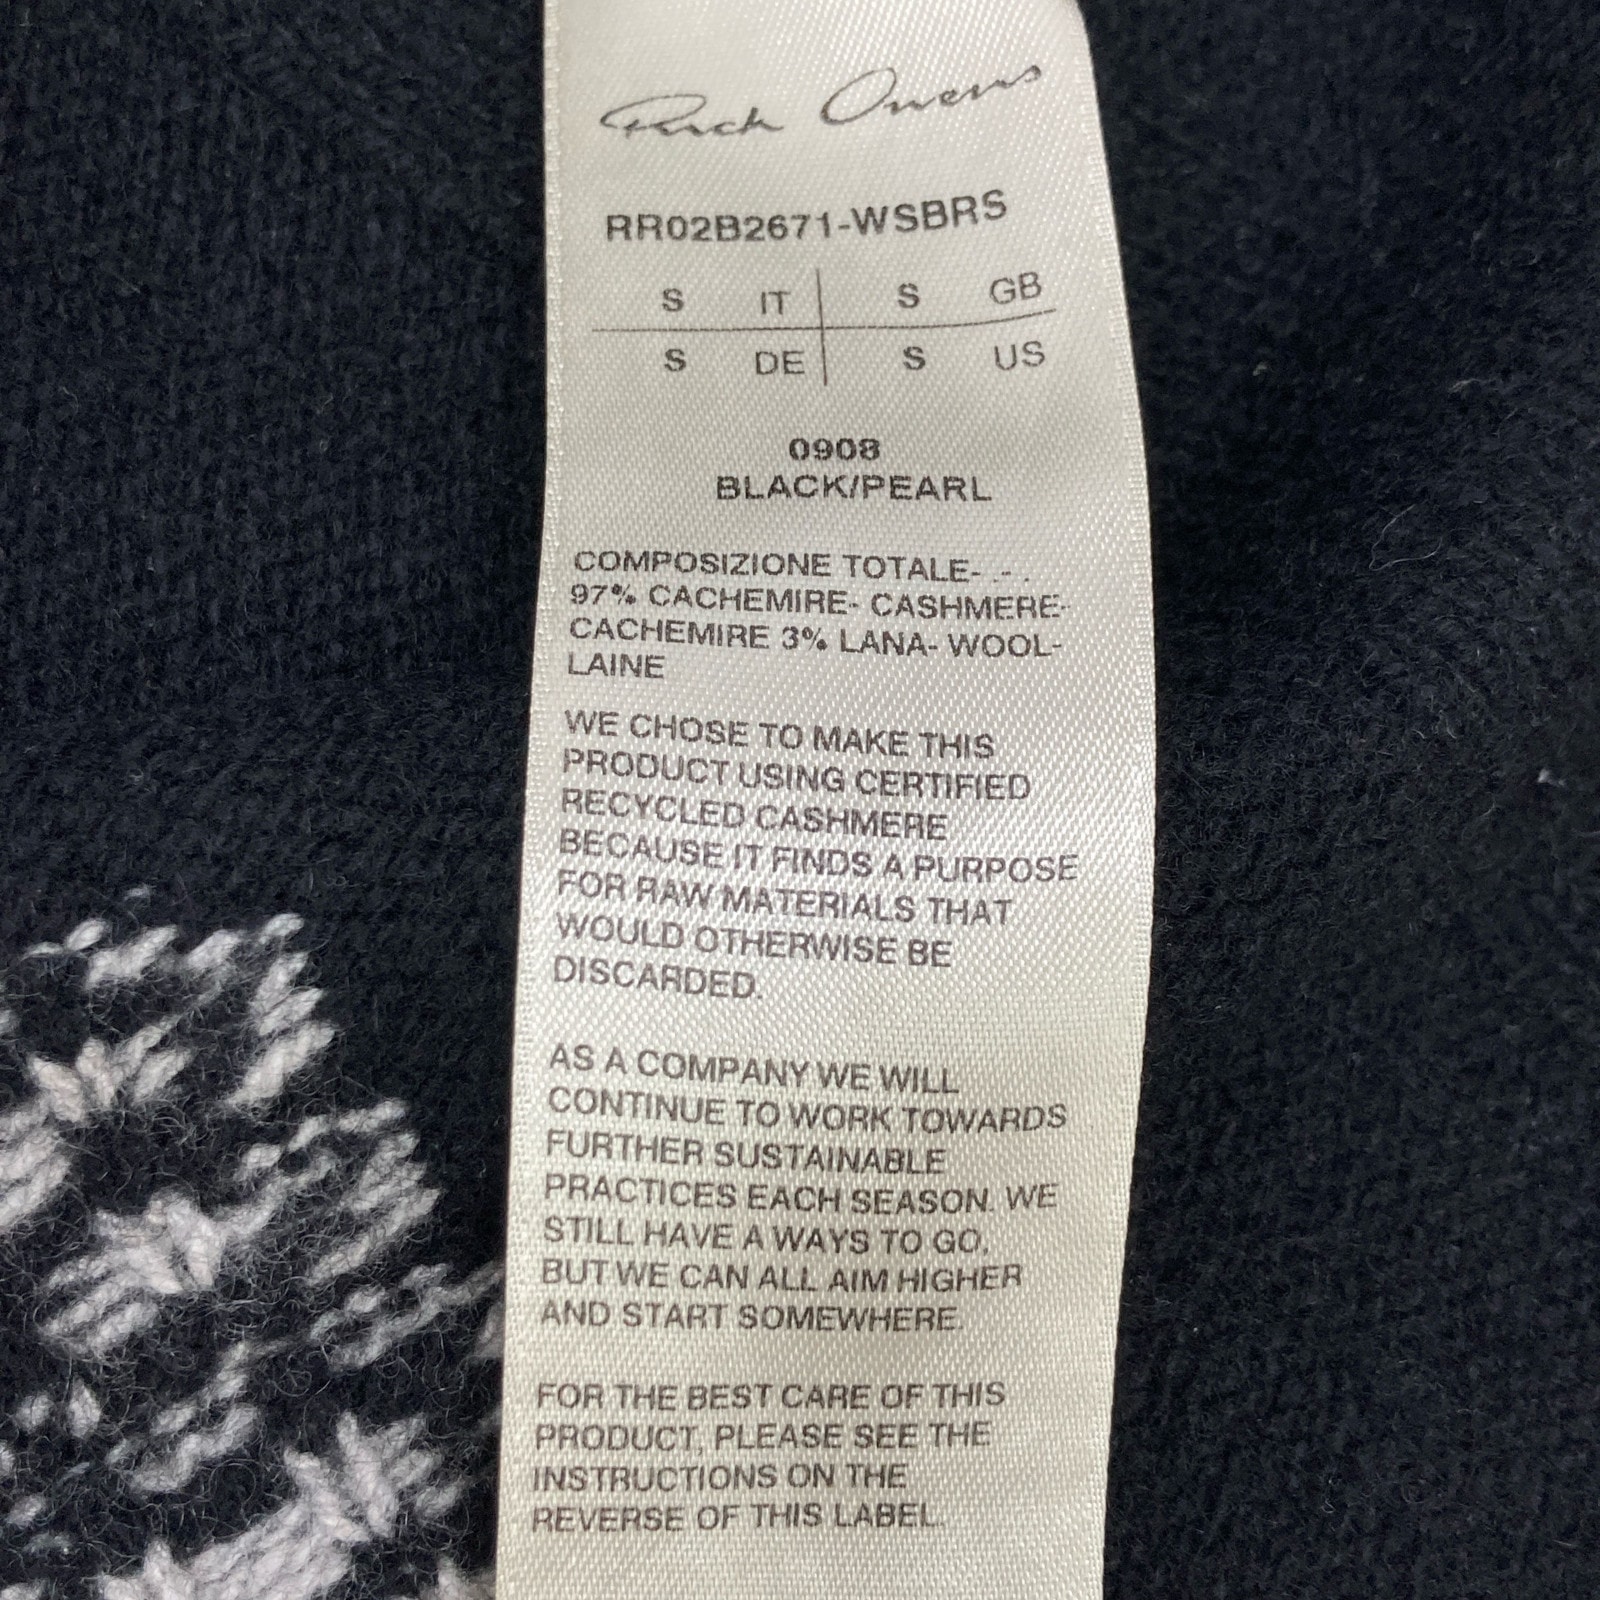 Rick Owens
RR02B2671-WSBRS
S IT S GB
S DE S US
0908
BLACK/PEARL
COMPOSIZIONE TOTALE- .- .
97% CACHEMIRE- CASHMERE-
CACHEMIRE 3% LANA- WOOL-
LAINE
WE CHOSE TO MAKE THIS
PRODUCT USING CERTIFIED
RECYCLED CASHMERE
BECAUSE IT FINDS A PURPOSE
FOR RAW MATERIALS THAT
WOULD OTHERWISE BE
DISCARDED.
AS A COMPANY WE WILL
CONTINUE TO WORK TOWARDS
FURTHER SUSTAINABLE
PRACTICES EACH SEASON. WE
STILL HAVE A WAYS TO GO,
BUT WE CAN ALL AIM HIGHER
AND START SOMEWHERE.
FOR THE BEST CARE OF THIS
PRODUCT, PLEASE SEE THE
INSTRUCTIONS ON THE
REVERSE OF THIS LABEL.